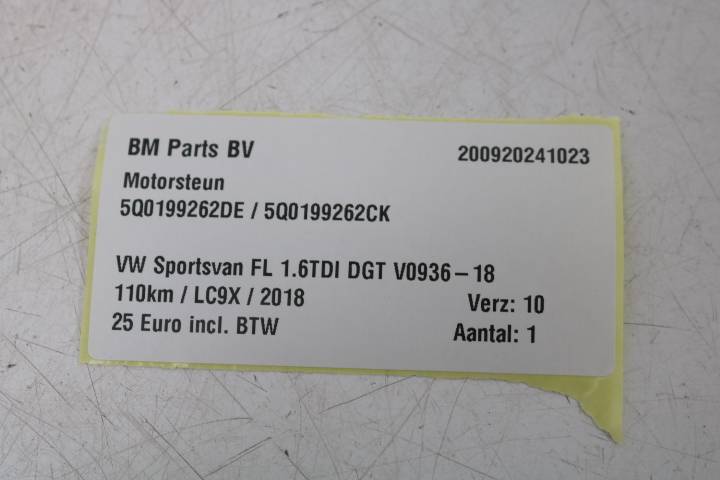 BM Parts BV 200920241023
Motorsteun
5Q0199262DE / 5Q0199262CK
VW Sportsvan FL 1.6TDI DGT V0936-18
110km / LC9X / 2018 Verz: 10
25 Euro incl. BTW Aantal: 1